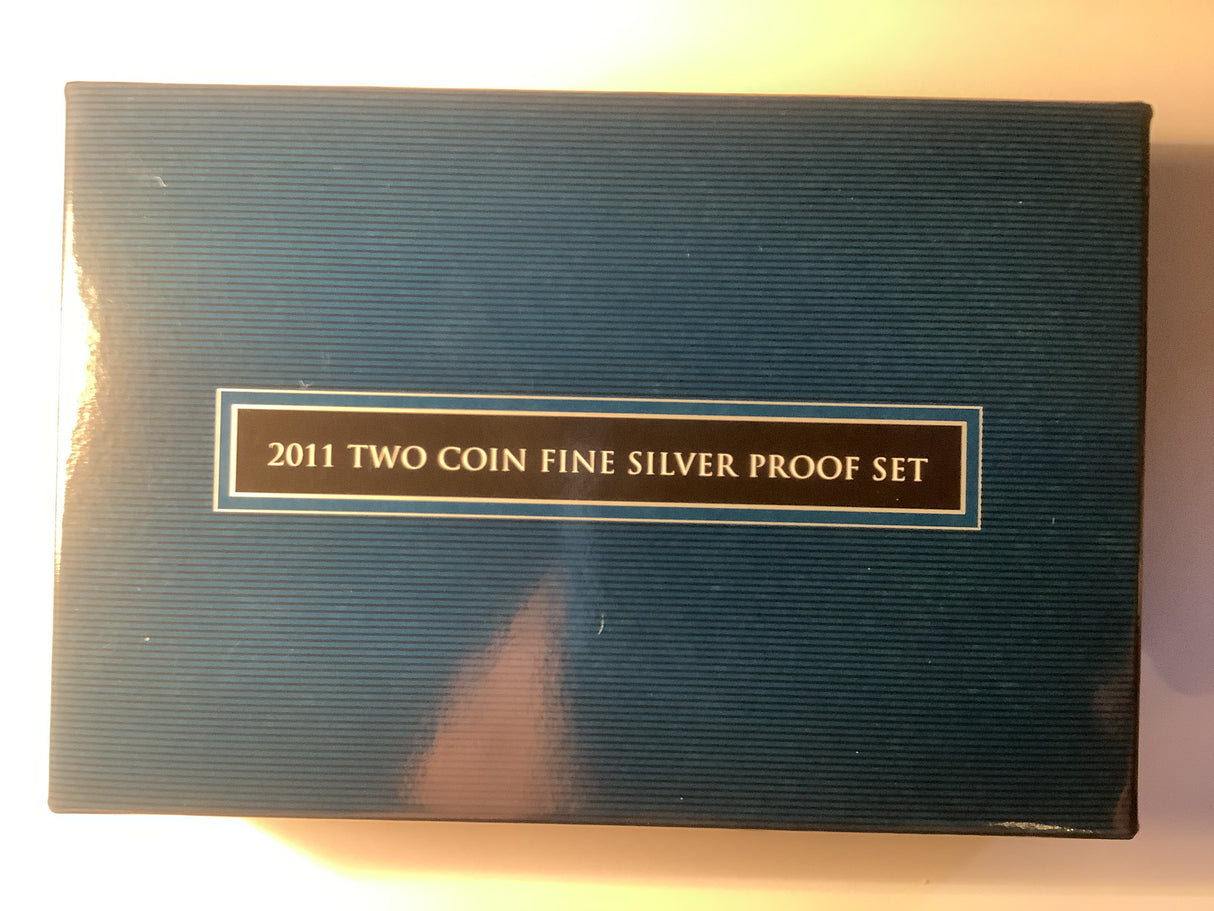 2011 TWO COIN FINE SILVER PROOF SET